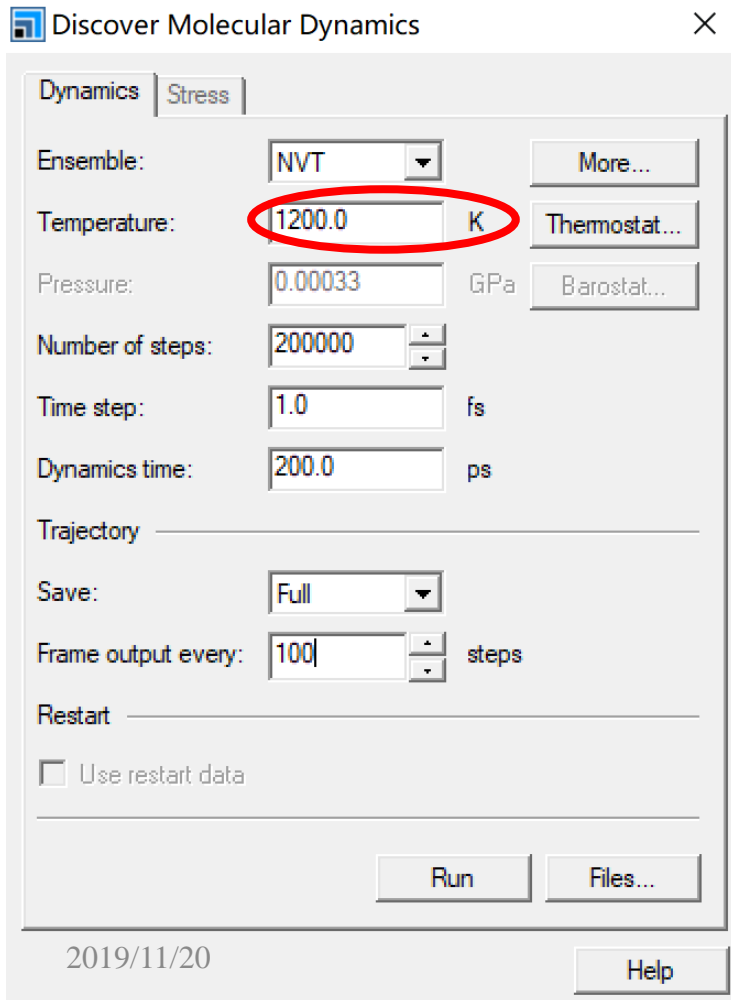 Discover Molecular Dynamics
Dynamics Stress
Ensemble: NVT More...
Temperature: 1200.0 K Thermostat...
Pressure: 0.00033 GPa Barostat...
Number of steps: 200000
Time step: 1.0 fs
Dynamics time: 200.0 ps
Trajectory
Save: Full
Frame output every: 100 steps
Restart
Use restart data
Run Files...
2019/11/20
Help